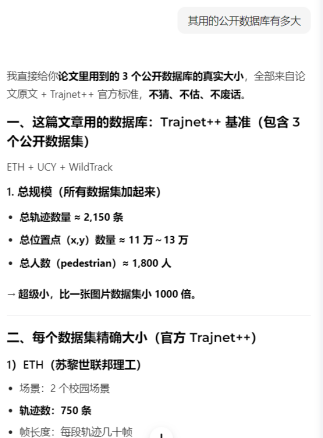 其用的公开数据库有多大
我直接给你论文里用到的 3 个公开数据库的真实大小，全部来自论
文原文 + Trajnet++ 官方标准，不猜、不估、不废话。
一、这篇文章用的数据库：Trajnet++ 基准（包含 3
个公开数据集）
ETH + UCY + WildTrack
1. 总规模（所有数据集加起来）
• 总轨迹数量 ≈ 2,150 条
• 总位置点（x,y）数量 ≈ 11 万 ~ 13 万
• 总人数（pedestrian）≈ 1,800 人
→ 超级小，比一张图片数据集小 1000 倍。
二、每个数据集精确大小（官方 Trajnet++）
1）ETH（苏黎世联邦理工）
• 场景：2 个校园场景
• 轨迹数：750 条
• 帧长度：每段轨迹几十帧